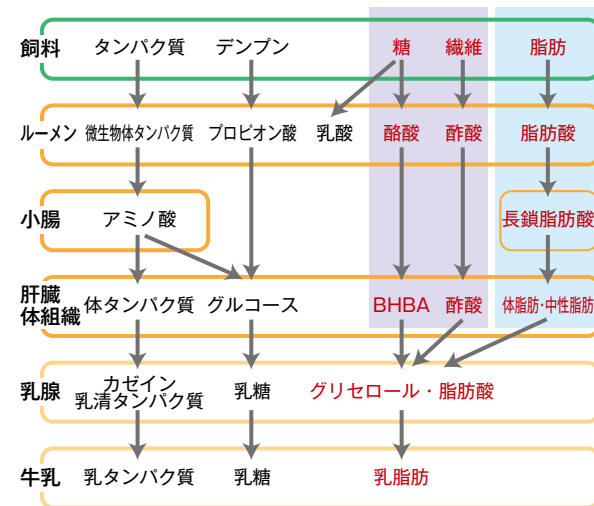 飼料 タンパク質 デンプン 糖 繊維 脂肪
ルーメン 微生物体タンパク質 プロピオン酸 乳酸 酪酸 酢酸 脂肪酸
小腸 アミノ酸 長鎖脂肪酸
肝臓
体組織 体タンパク質 グルコース BHBA 酢酸 体脂肪・中性脂肪
乳腺 カゼイン
乳清タンパク質 乳糖 グリセロール・脂肪酸
牛乳 乳タンパク質 乳糖 乳脂肪